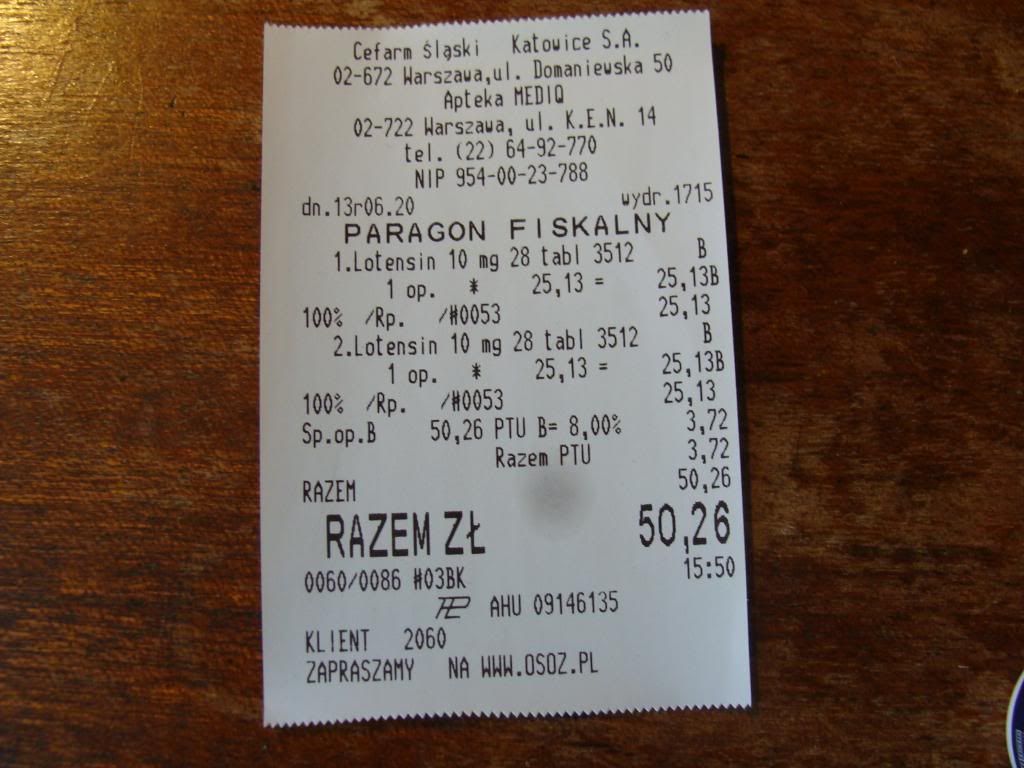 Cefarm Śląski Katowice S.A.
02-672 Warszawa,ul. Domaniewska 50
Apteka MEDIQ
02-722 Warszawa, ul. K.E.N. 14
tel. (22) 64-92-770
NIP 954-00-23-788
dn.13r06.20 wydr.1715
PARAGON FISKALNY
1.Lotensin 10 mg 28 tabl 3512 B
1 op. * 25,13 = 25,13B
100% /Rp. /#0053 25,13
2.Lotensin 10 mg 28 tabl 3512 B
1 op. * 25,13 = 25,13B
100% /Rp. /#0053 25,13
Sp.op.B 50,26 PTU B= 8,00% 3,72
Razem PTU 3,72
RAZEM 50,26
RAZEM ZŁ 50,26
0060/0086 #03BK 15:50
AHU 09146135
KLIENT 2060
ZAPRASZAMY NA WWW.OSOZ.PL